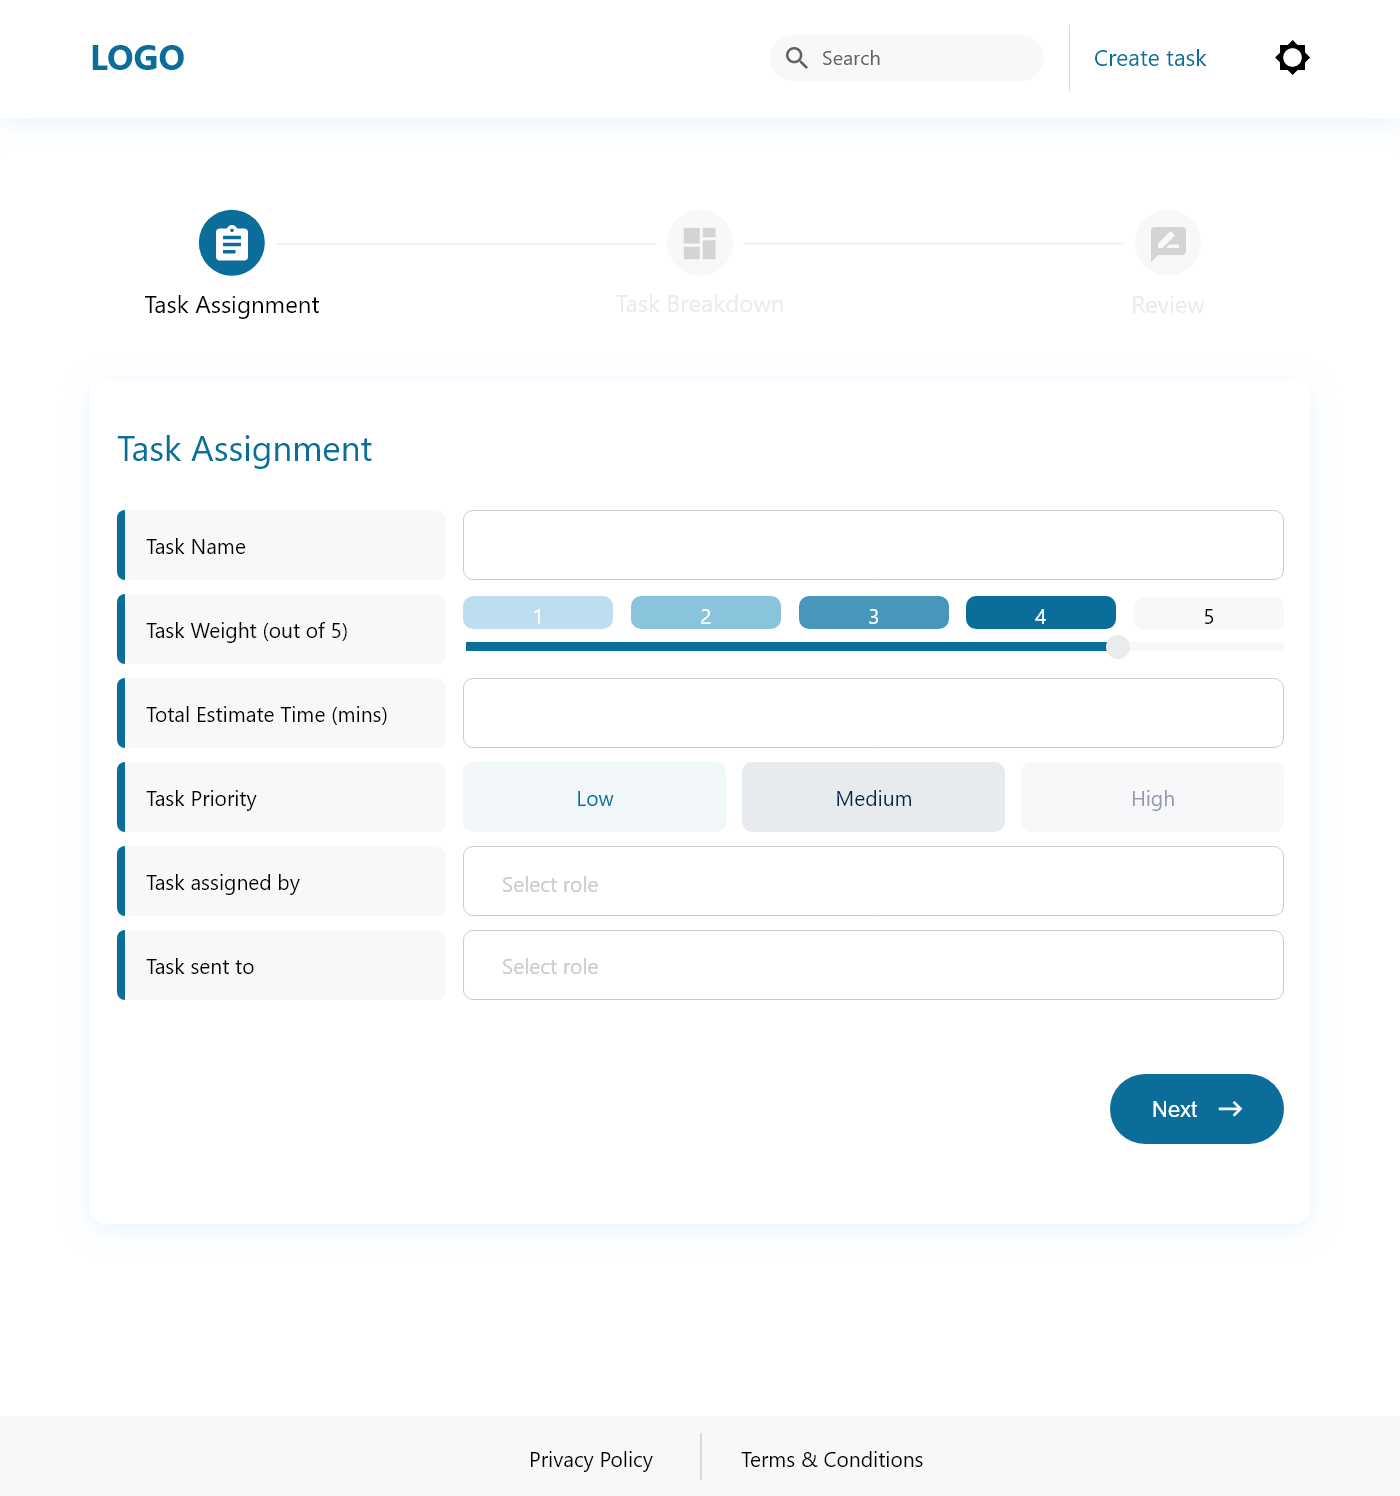 LOGO
Search
Create task
Task Assignment
Task Breakdown
Review
Task Assignment
Task Name
Task Weight (out of 5)
1
2
3
4
5
Total Estimate Time (mins)
Task Priority
Low
Medium
High
Task assigned by
Select role
Task sent to
Select role
Next
Privacy Policy
Terms & Conditions